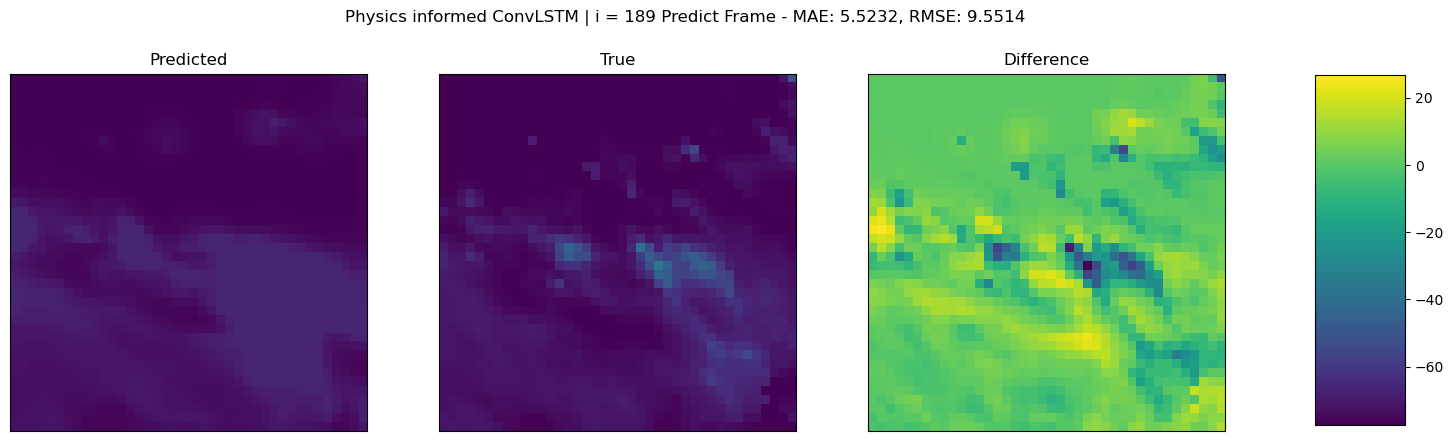 Physics informed ConvLSTM | i = 189 Predict Frame - MAE: 5.5232, RMSE: 9.5514
Predicted
True
Difference
20
0
−20
−40
−60